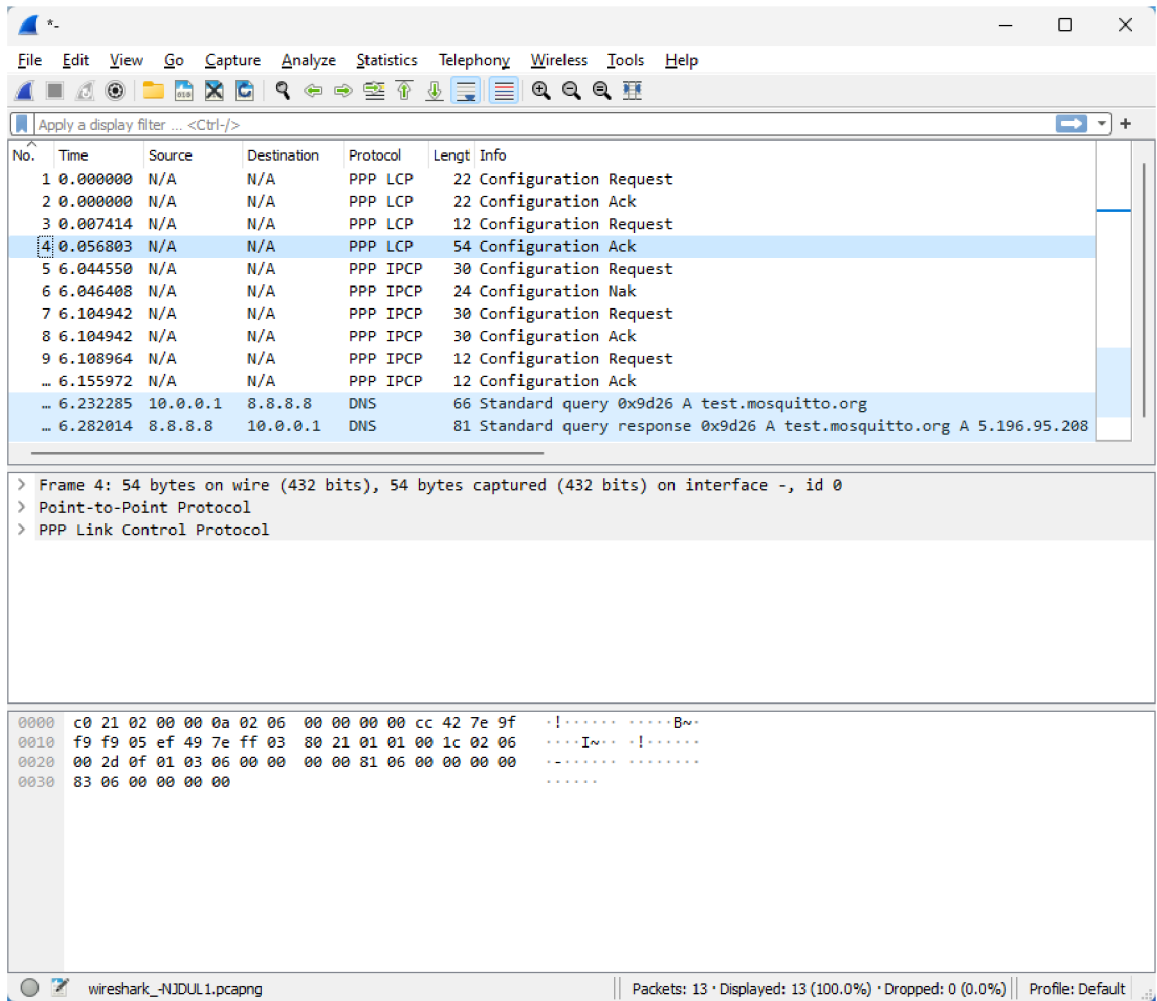 *-
File Edit View Go Capture Analyze Statistics Telephony Wireless Tools Help
Apply a display filter ... <Ctrl-/>
No. Time Source Destination Protocol Lengt Info
1 0.000000 N/A N/A PPP LCP 22 Configuration Request
2 0.000000 N/A N/A PPP LCP 22 Configuration Ack
3 0.007414 N/A N/A PPP LCP 12 Configuration Request
4 0.056803 N/A N/A PPP LCP 54 Configuration Ack
5 6.044550 N/A N/A PPP IPCP 30 Configuration Request
6 6.046408 N/A N/A PPP IPCP 24 Configuration Nak
7 6.104942 N/A N/A PPP IPCP 30 Configuration Request
8 6.104942 N/A N/A PPP IPCP 30 Configuration Ack
9 6.108964 N/A N/A PPP IPCP 12 Configuration Request
… 6.155972 N/A N/A PPP IPCP 12 Configuration Ack
… 6.232285 10.0.0.1 8.8.8.8 DNS 66 Standard query 0x9d26 A test.mosquitto.org
… 6.282014 8.8.8.8 10.0.0.1 DNS 81 Standard query response 0x9d26 A test.mosquitto.org A 5.196.95.208
> Frame 4: 54 bytes on wire (432 bits), 54 bytes captured (432 bits) on interface -, id 0
> Point-to-Point Protocol
> PPP Link Control Protocol
0000 c0 21 02 00 00 0a 02 06 00 00 00 00 cc 42 7e 9f ·!······ ·····B~·
0010 f9 f9 05 ef 49 7e ff 03 80 21 01 01 00 1c 02 06 ····I~·· ·!······
0020 00 2d 0f 01 03 06 00 00 00 00 81 06 00 00 00 00 ·-······ ········
0030 83 06 00 00 00 00 ······
wireshark_-NJDUL1.pcapng Packets: 13 · Displayed: 13 (100.0%) · Dropped: 0 (0.0%) Profile: Default